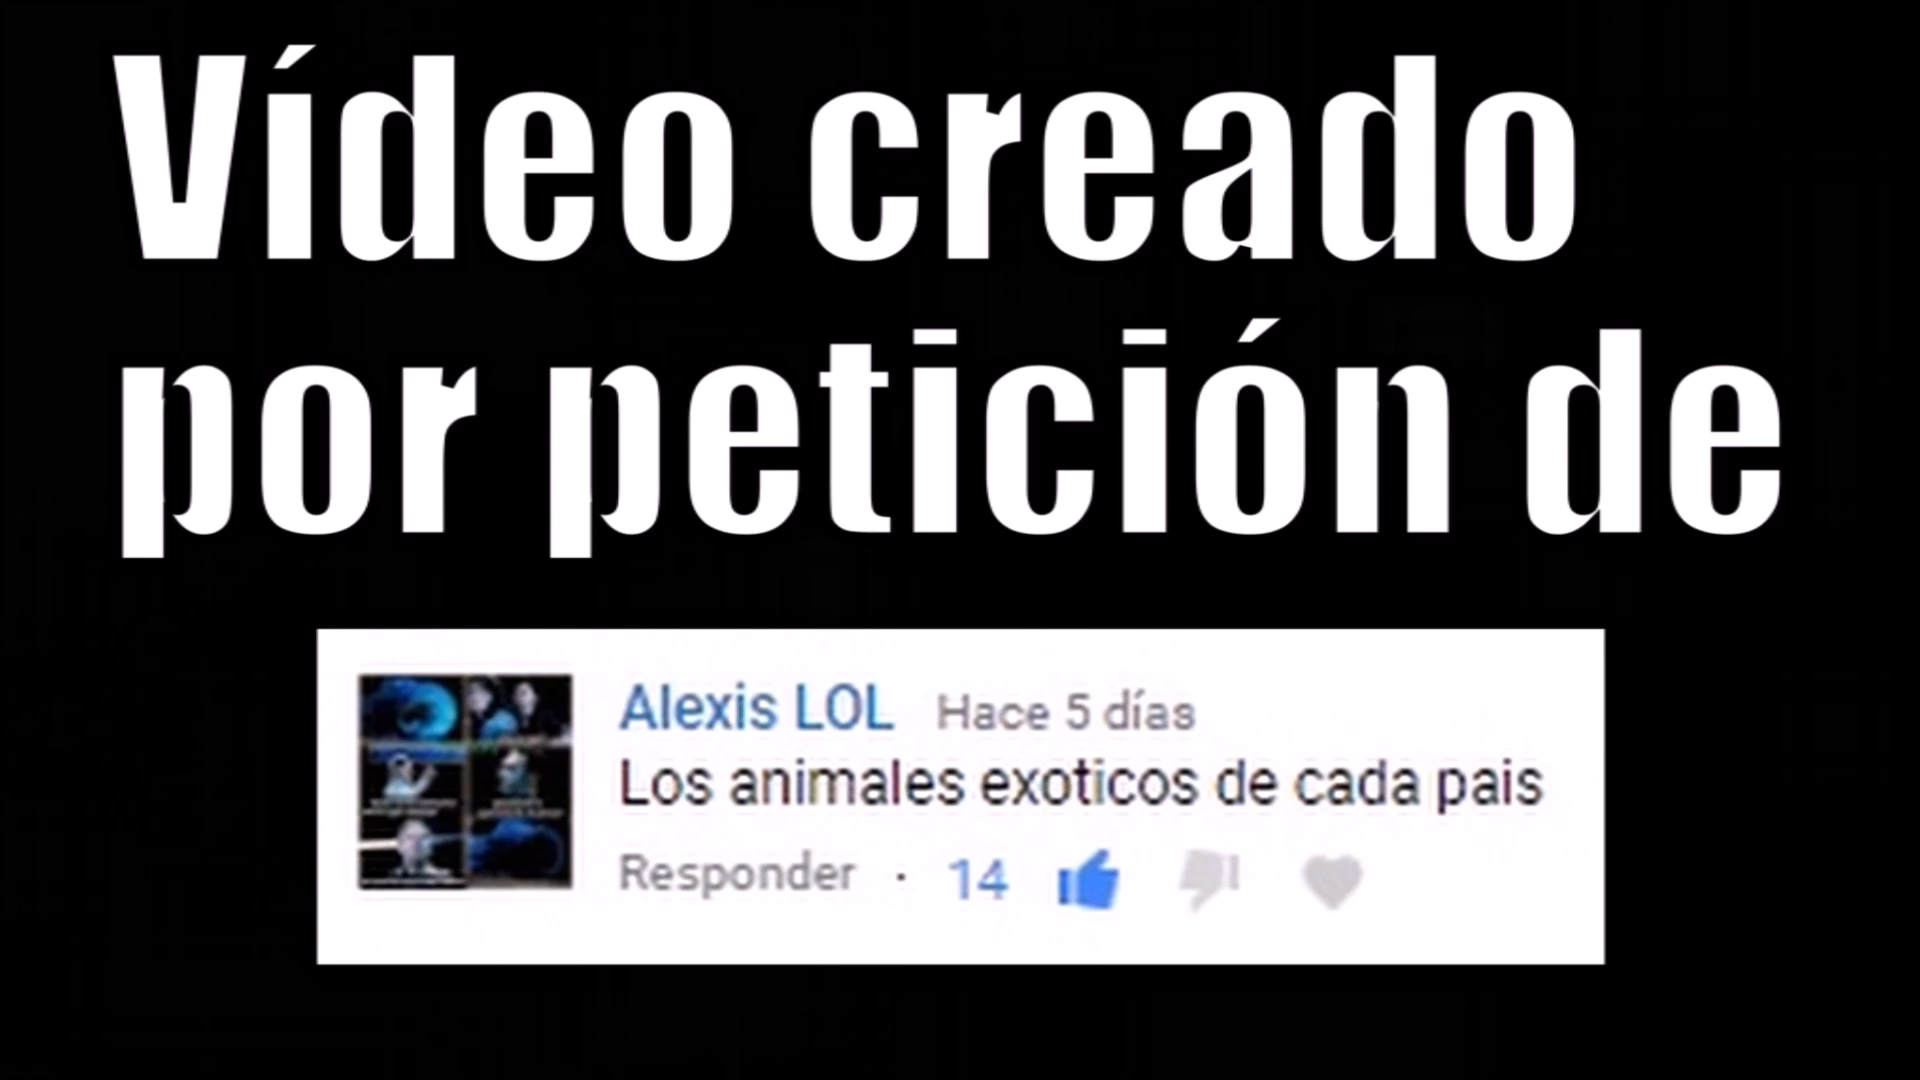 Vídeo creado
por petición de
Alexis LOL Hace 5 días
Los animales exoticos de cada pais
Responder · 14